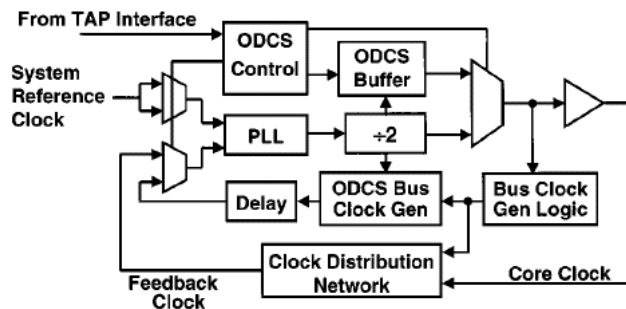 From TAP Interface
ODCS
Control
ODCS
Buffer
System
Reference
Clock
PLL
÷2
Delay
ODCS Bus
Clock Gen
Bus Clock
Gen Logic
Clock Distribution
Network
Feedback
Clock
Core Clock